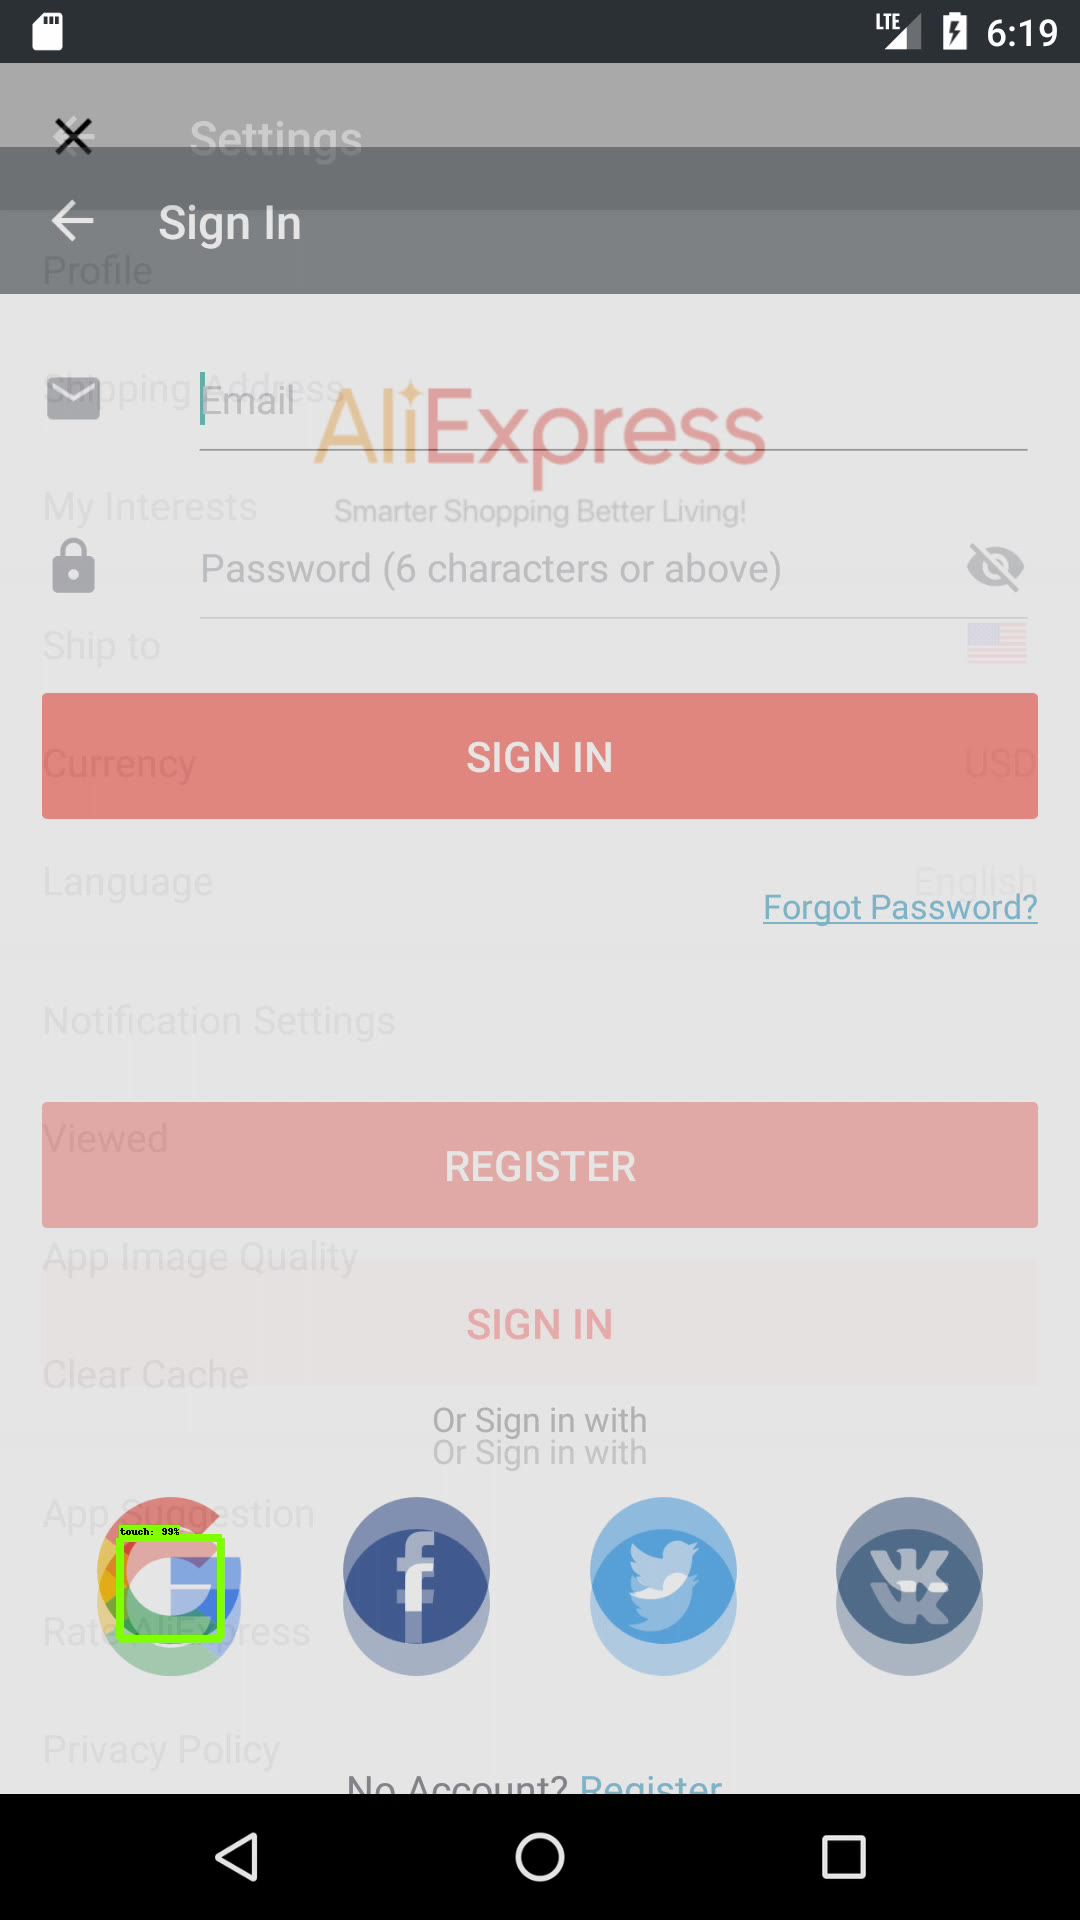 LTE 6:19
Settings
Sign In
Profile
Shipping Address
Email
AliExpress
My Interests
Smarter Shopping Better Living!
Password (6 characters or above)
Ship to
Currency
SIGN IN
USD
Language
English
Forgot Password?
Notification Settings
Viewed
REGISTER
App Image Quality
SIGN IN
Clear Cache
Or Sign in with
Or Sign in with
App Suggestion
touch: 99%
Rate AliExpress
Privacy Policy
No Account? Register